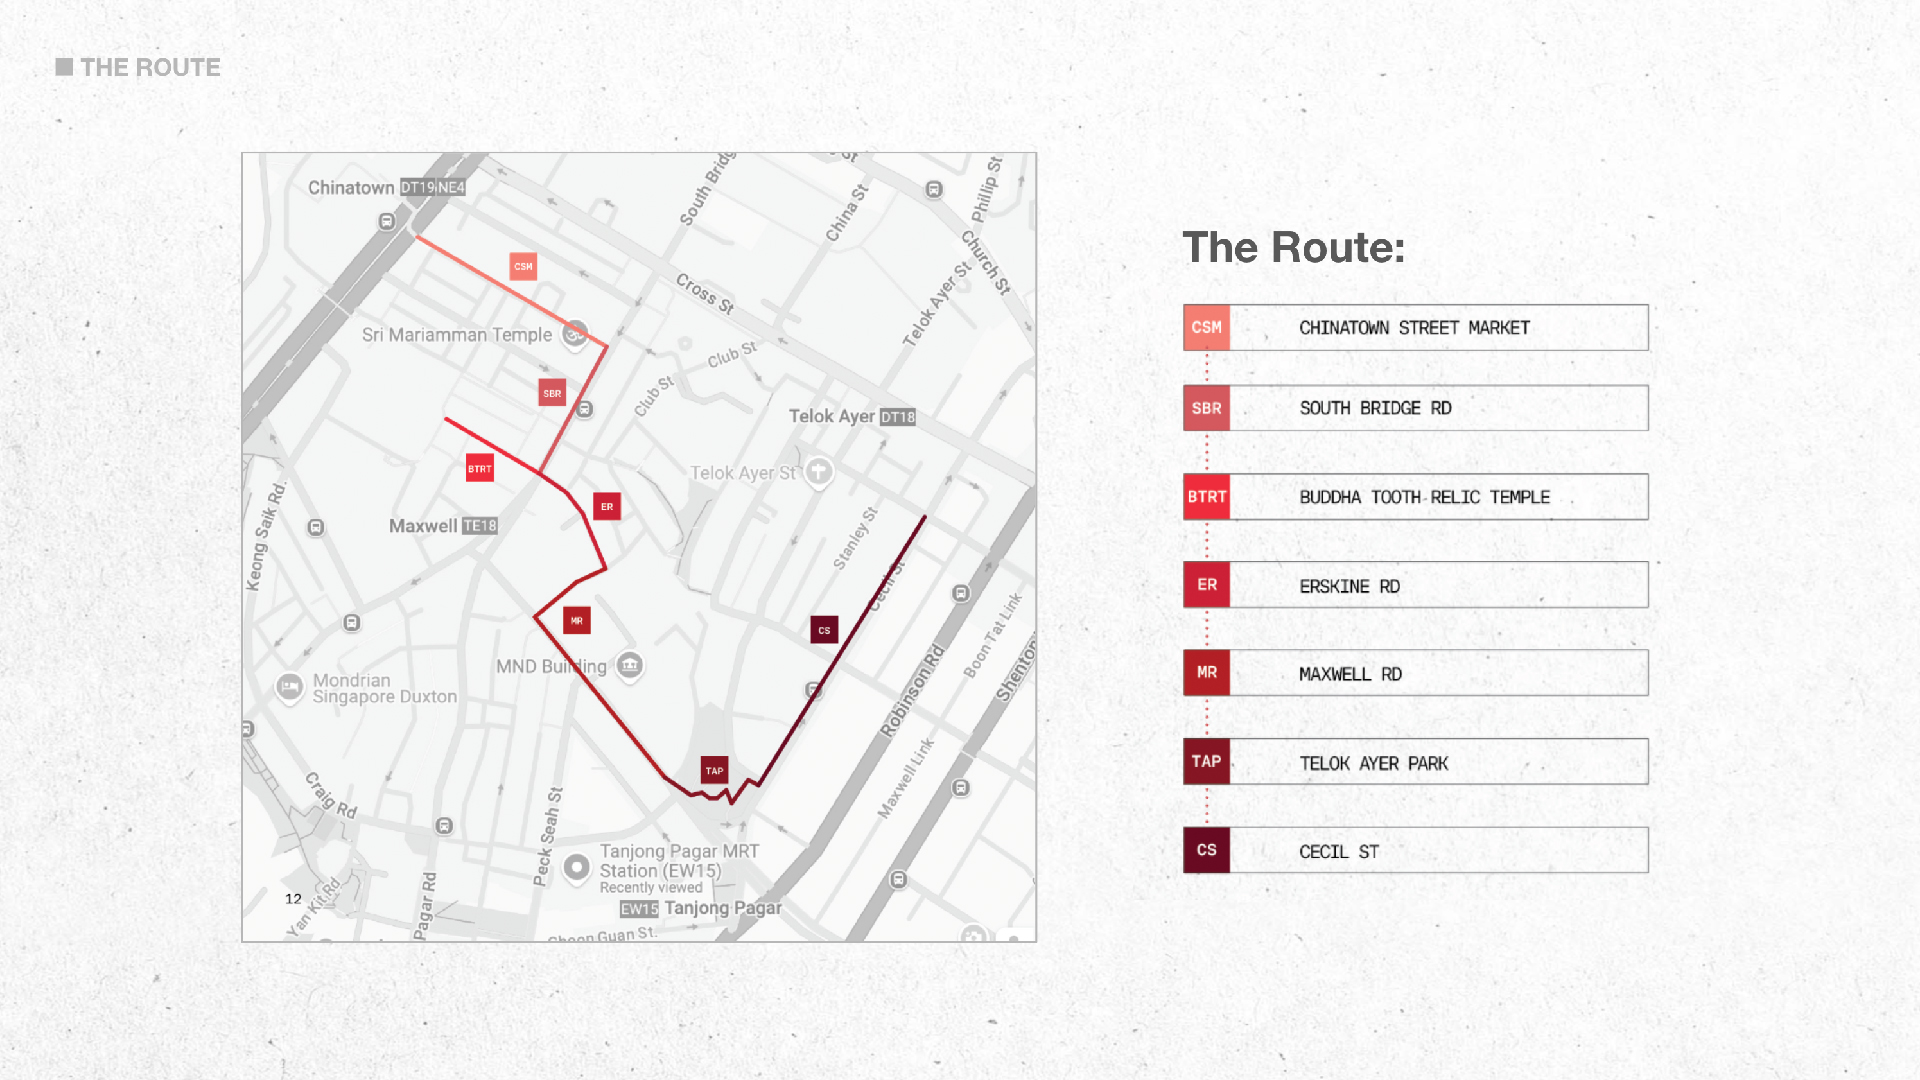 THE ROUTE
Chinatown DT19 NE4
South Bridg
St
China St
Phillip St
Church St
Telok Ayer St
Cross St
CSM
Sri Mariamman Temple
Club St
Club St
SBR
Telok Ayer DT18
BTRT
Telok Ayer St
ER
Maxwell TE18
Keong Saik Rd.
Stanley St
Cecil St
Boon Tat Link
MR
CS
MND Building
Robinson Rd
Shenton
Mondrian
Singapore Duxton
Maxwell Link
TAP
Craig Rd
Peck Seah St
Tanjong Pagar MRT
Station (EW15)
Recently viewed
EW15 Tanjong Pagar
12
Yan Kit Rd
Pagar Rd
Choon Guan St.
The Route:
CSM CHINATOWN STREET MARKET
SBR SOUTH BRIDGE RD
BTRT BUDDHA TOOTH RELIC TEMPLE
ER ERSKINE RD
MR MAXWELL RD
TAP TELOK AYER PARK
CS CECIL ST